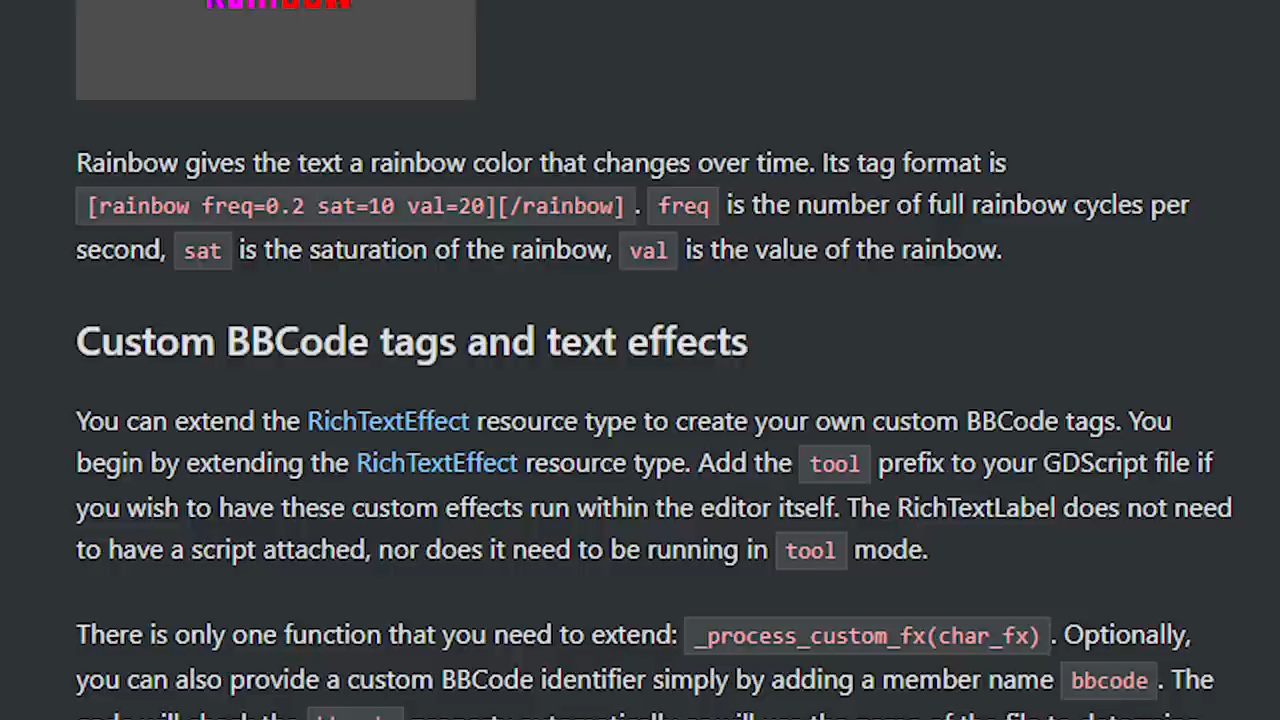 Rainbow gives the text a rainbow color that changes over time. Its tag format is
[rainbow freq=0.2 sat=10 val=20][/rainbow] . freq is the number of full rainbow cycles per
second, sat is the saturation of the rainbow, val is the value of the rainbow.
Custom BBCode tags and text effects
You can extend the RichTextEffect resource type to create your own custom BBCode tags. You
begin by extending the RichTextEffect resource type. Add the tool prefix to your GDScript file if
you wish to have these custom effects run within the editor itself. The RichTextLabel does not need
to have a script attached, nor does it need to be running in tool mode.
There is only one function that you need to extend: _process_custom_fx(char_fx) . Optionally,
you can also provide a custom BBCode identifier simply by adding a member name bbcode . The